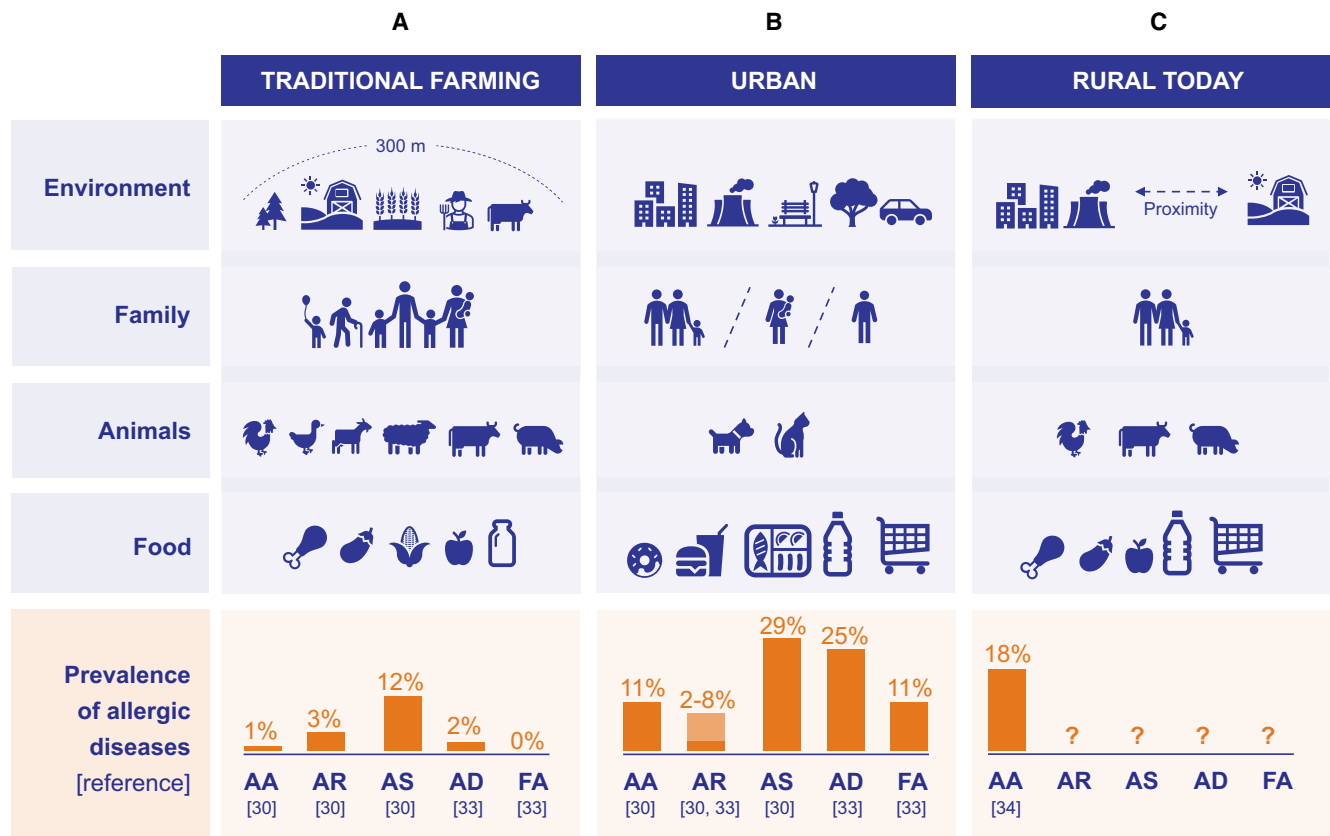 A
B
C
TRADITIONAL FARMING
URBAN
RURAL TODAY
Environment
300 m
Proximity
Family
Animals
Food
Prevalence
of allergic
diseases
[reference]
1%
3%
12%
2%
0%
AA
AR
AS
AD
FA
[30]
[30]
[30]
[33]
[33]
11%
2-8%
29%
25%
11%
AA
AR
AS
AD
FA
[30]
[30, 33]
[30]
[33]
[33]
18%
?
?
?
?
AA
AR
AS
AD
FA
[34]